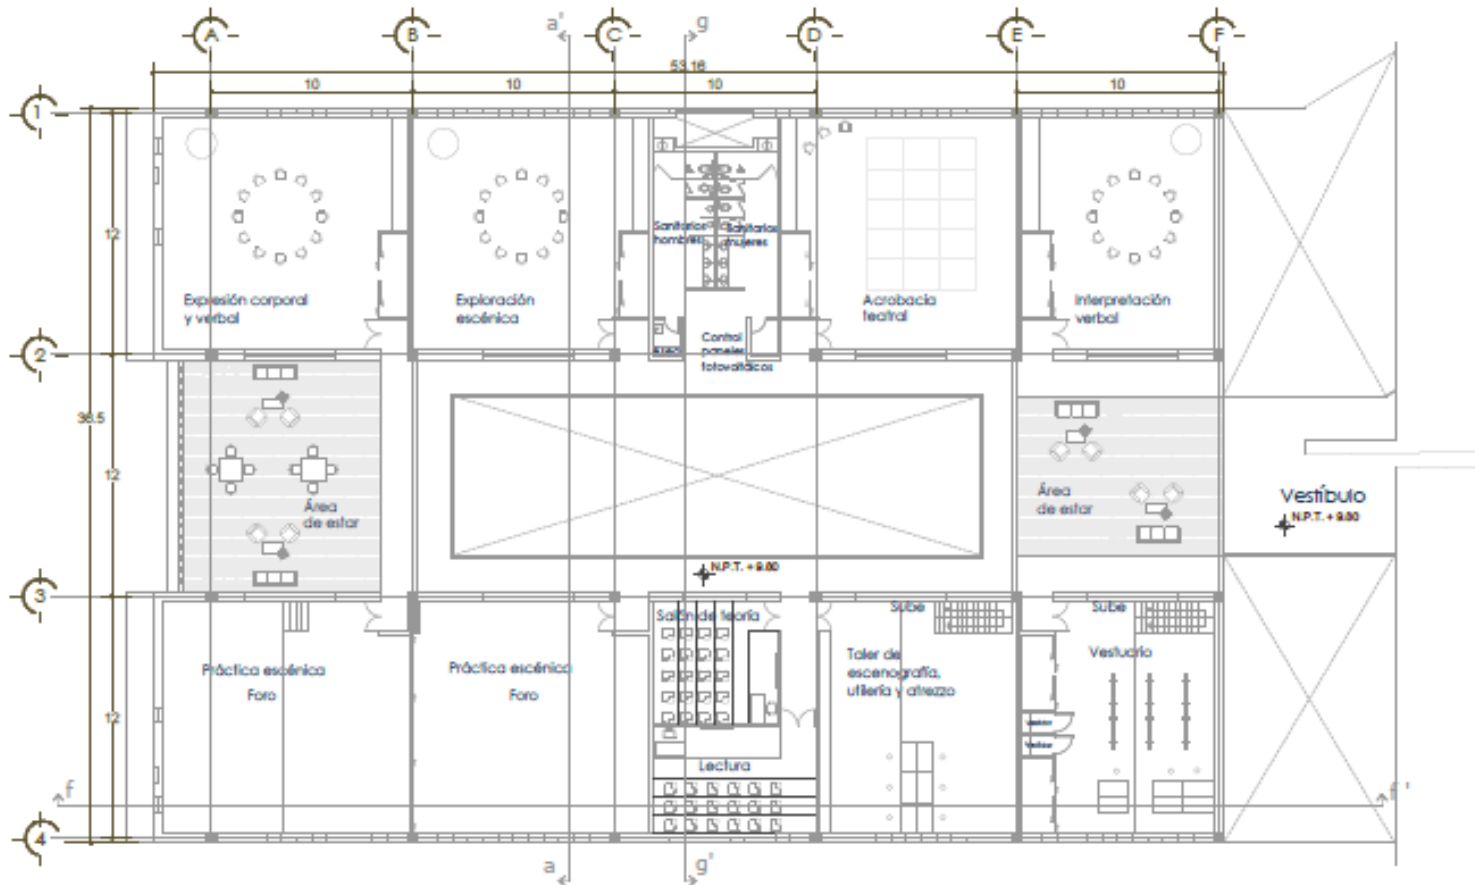 a'
g
A
B
C
D
E
F
53.16
10
10
10
10
1
12
Sanitarios
hombres
Sanitarios
mujeres
Expresión corporal
y verbal
Exploración
escénica
Acrobacia
teatral
Interpretación
verbal
Control
paneles
fotovoltaicos
2
36.5
12
Área
de estar
Área
de estar
Vestíbulo
N.P.T. + 9.80
N.P.T. + 9.80
3
Salón de teoría
Sube
Sube
Práctica escénica
Foro
Práctica escénica
Foro
Taler de
escenografía,
utilería y atrezzo
Vestuario
12
Lectura
f
f '
4
a
g'